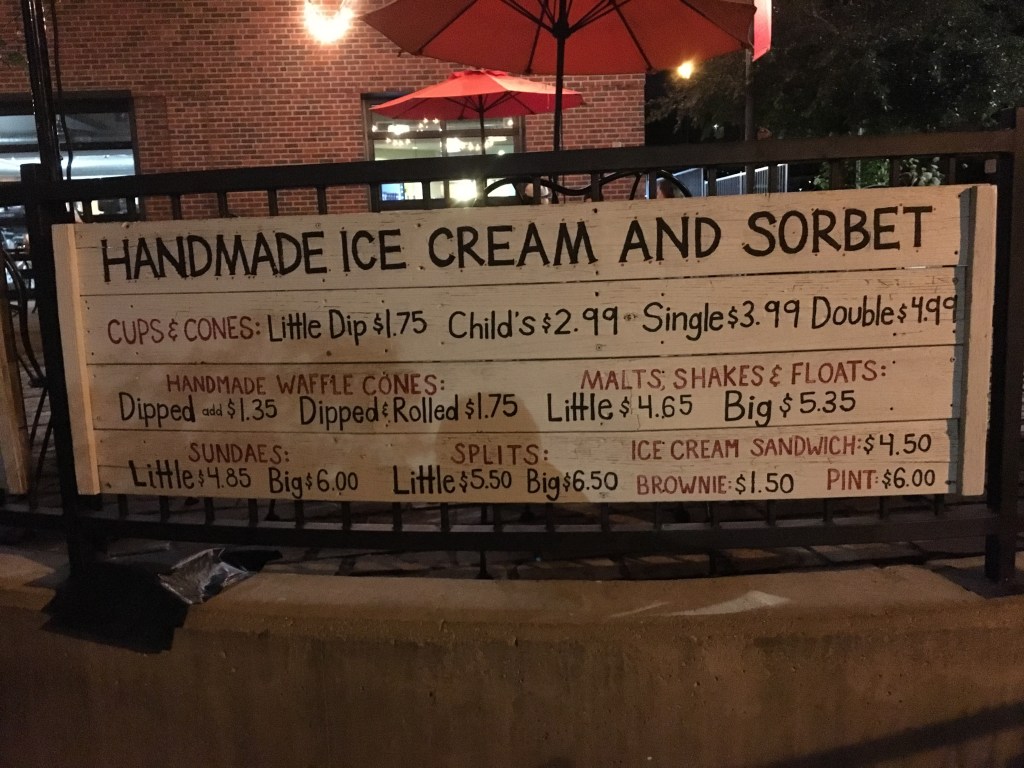 HANDMADE ICE CREAM AND SORBET
CUPS & CONES: Little Dip $1.75 Child's $2.99 Single $3.99 Double $4.99
HANDMADE WAFFLE CONES:
Dipped add $1.35 Dipped & Rolled $1.75
MALTS, SHAKES & FLOATS:
Little $4.65 Big $5.35
SUNDAES:
Little $4.85 Big $6.00
SPLITS:
Little $5.50 Big $6.50
ICE CREAM SANDWICH: $4.50
BROWNIE: $1.50 PINT: $6.00